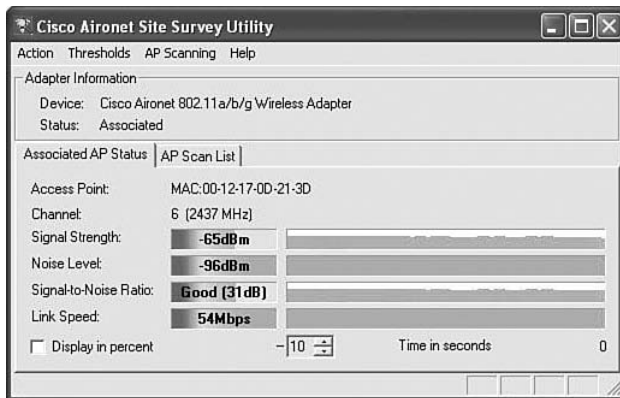 Cisco Aironet Site Survey Utility
Action Thresholds AP Scanning Help
Adapter Information
Device: Cisco Aironet 802.11a/b/g Wireless Adapter
Status: Associated
Associated AP Status AP Scan List
Access Point: MAC:00-12-17-0D-21-3D
Channel: 6 (2437 MHz)
Signal Strength: -65dBm
Noise Level: -96dBm
Signal-to-Noise Ratio: Good (31dB)
Link Speed: 54Mbps
Display in percent -10 Time in seconds 0